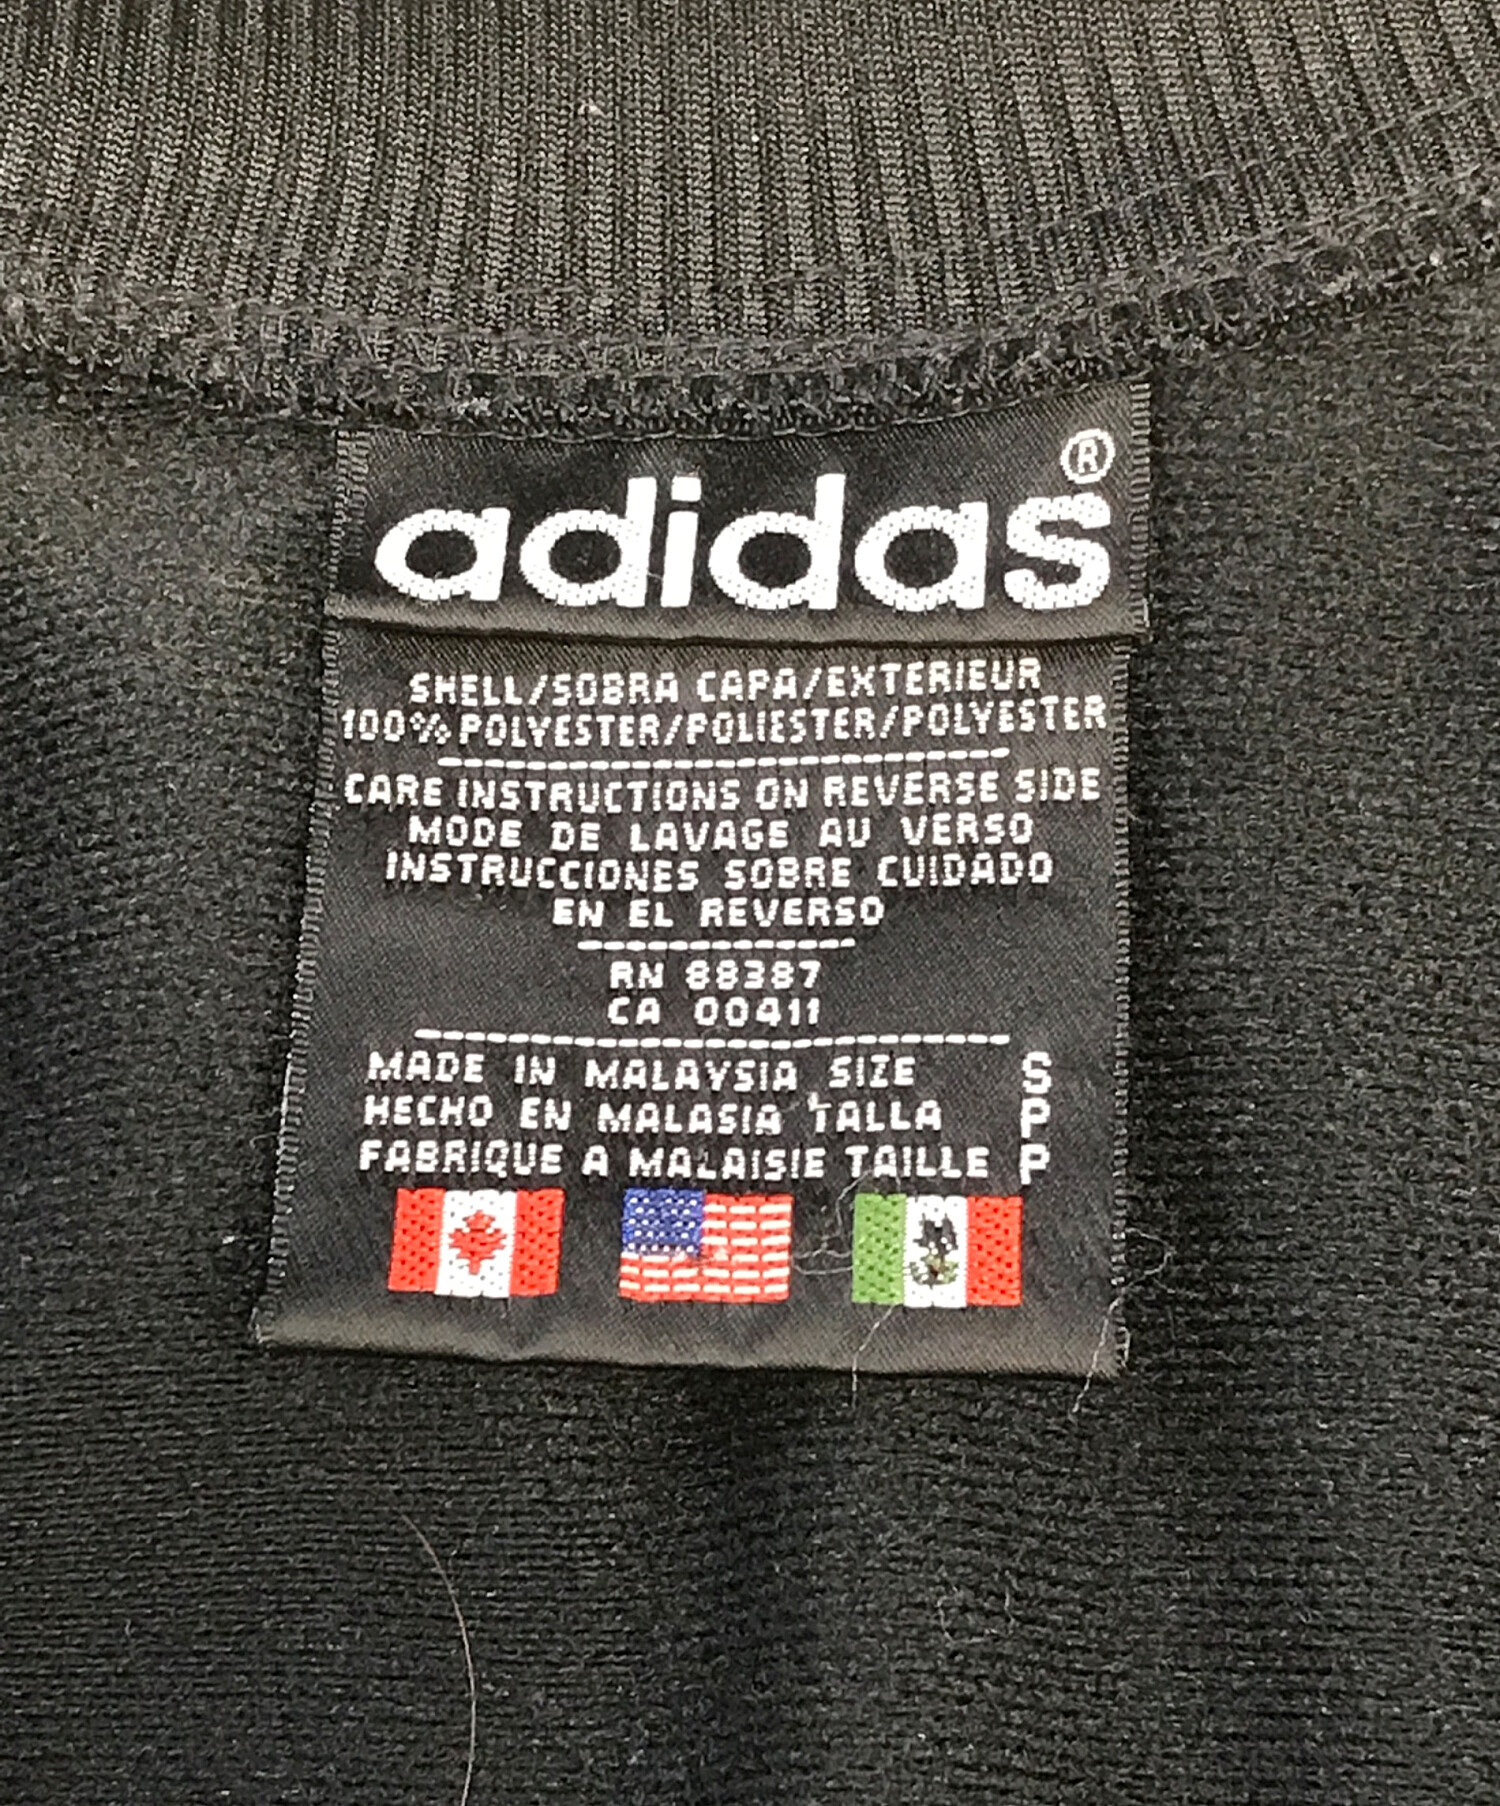 adidas®
SHELL/SOBRA CAPA/EXTERIEUR
100% POLYESTER/POLIESTER/POLYESTER
CARE INSTRUCTIONS ON REVERSE SIDE
MODE DE LAVAGE AU VERSO
INSTRUCCIONES SOBRE CUIDADO
EN EL REVERSO
RN 88387
CA 00411
MADE IN MALAYSIA SIZE S
HECHO EN MALASIA TALLA P
FABRIQUE A MALAISIE TAILLE P